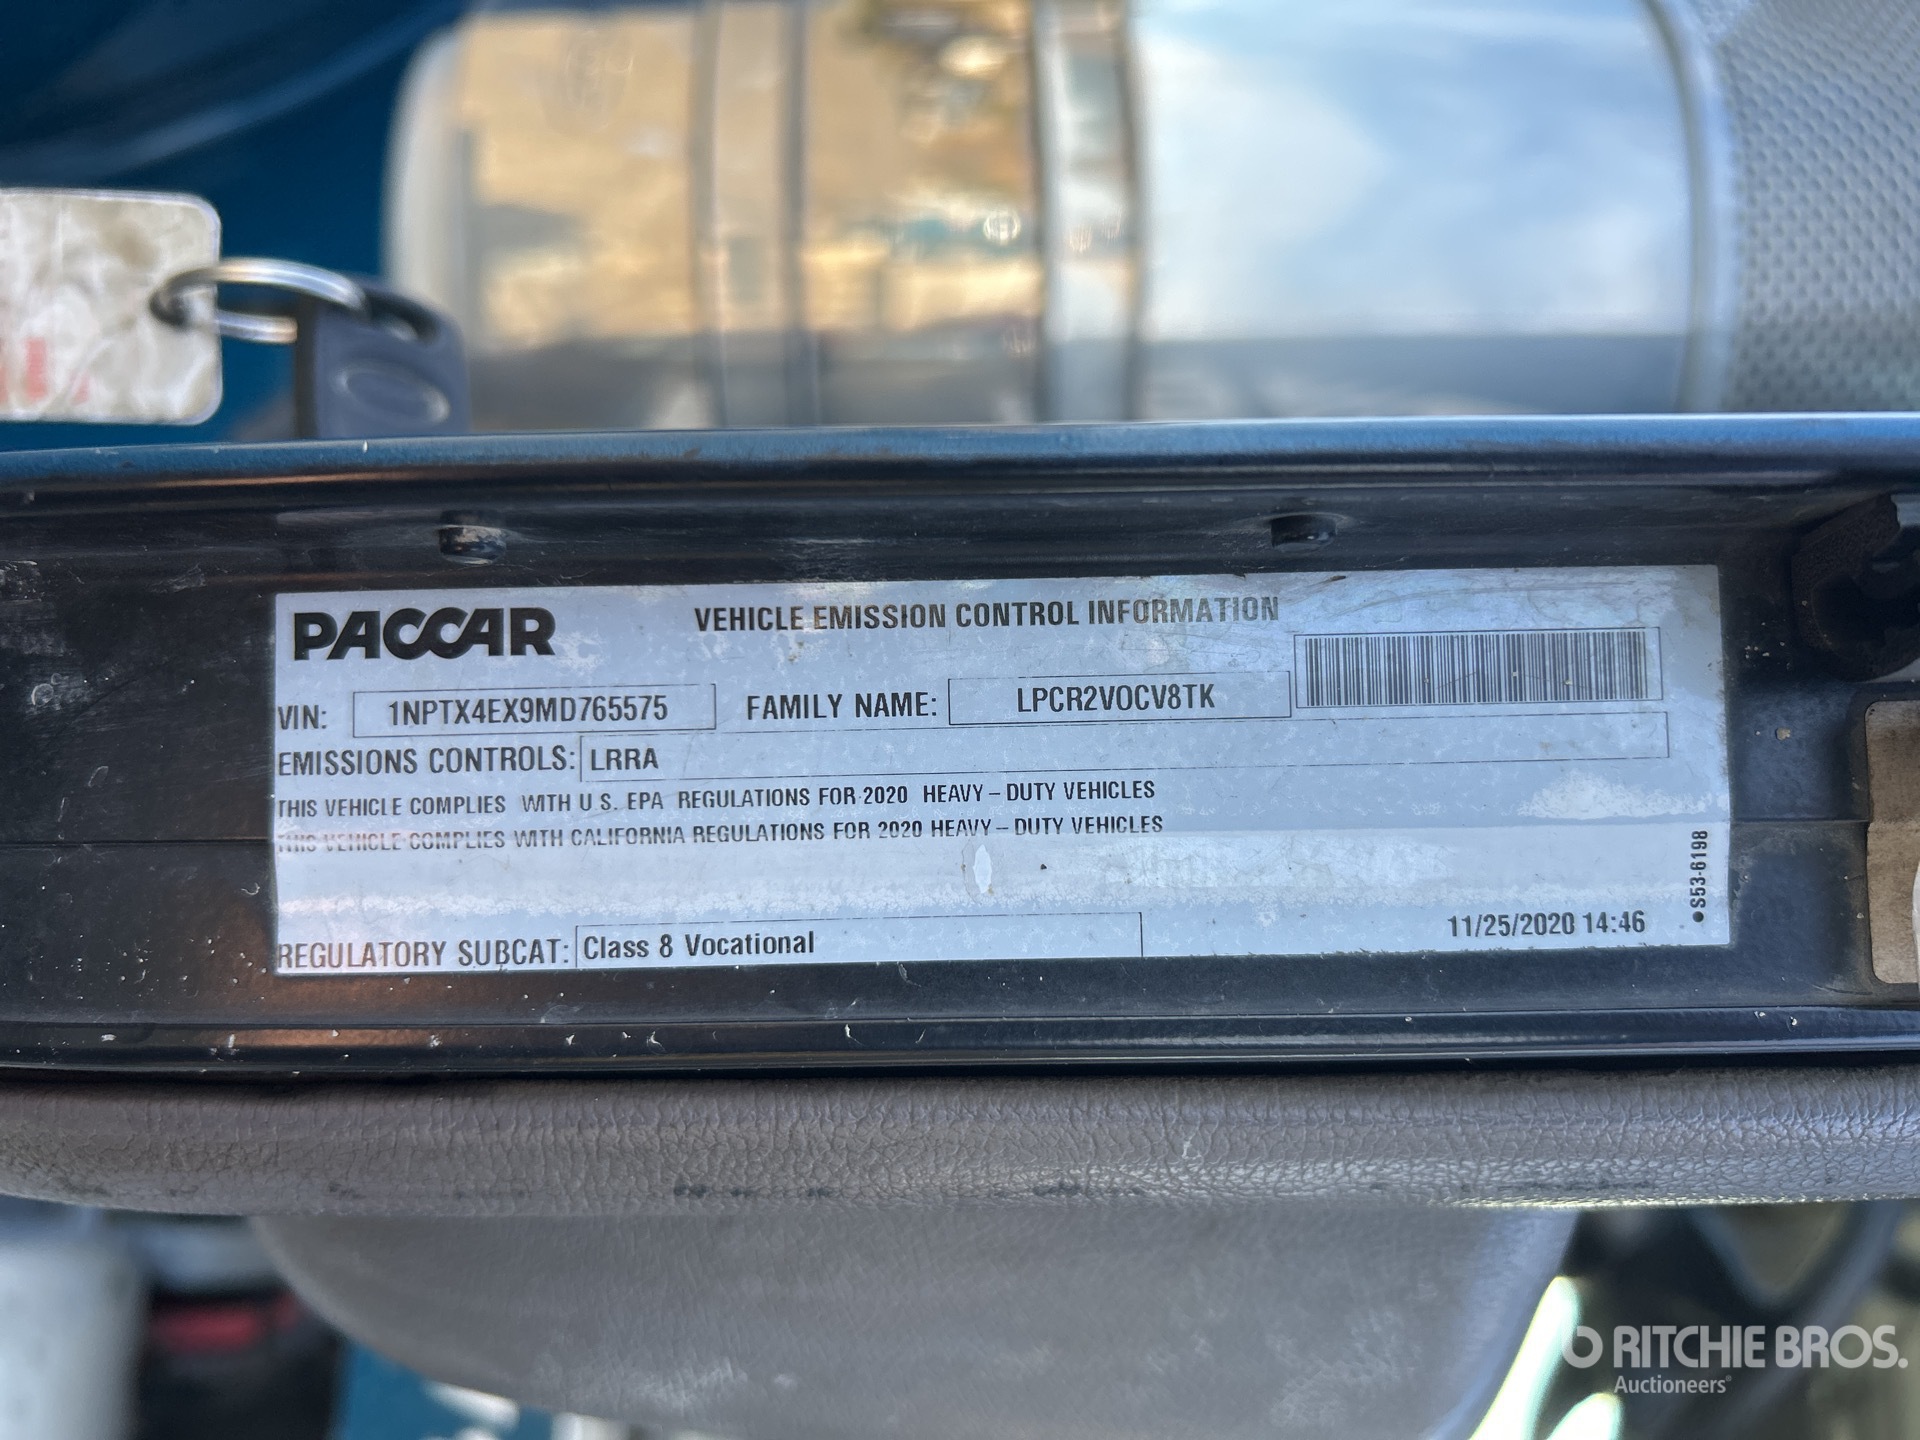 PACCAR VEHICLE EMISSION CONTROL INFORMATION
VIN: 1NPTX4EX9MD765575 FAMILY NAME: LPCR2VOCV8TK
EMISSIONS CONTROLS: LRRA
THIS VEHICLE COMPLIES WITH U.S. EPA REGULATIONS FOR 2020 HEAVY - DUTY VEHICLES
THIS VEHICLE COMPLIES WITH CALIFORNIA REGULATIONS FOR 2020 HEAVY - DUTY VEHICLES
REGULATORY SUBCAT: Class 8 Vocational
11/25/2020 14:46
•S53-6198
RITCHIE BROS.
Auctioneers®